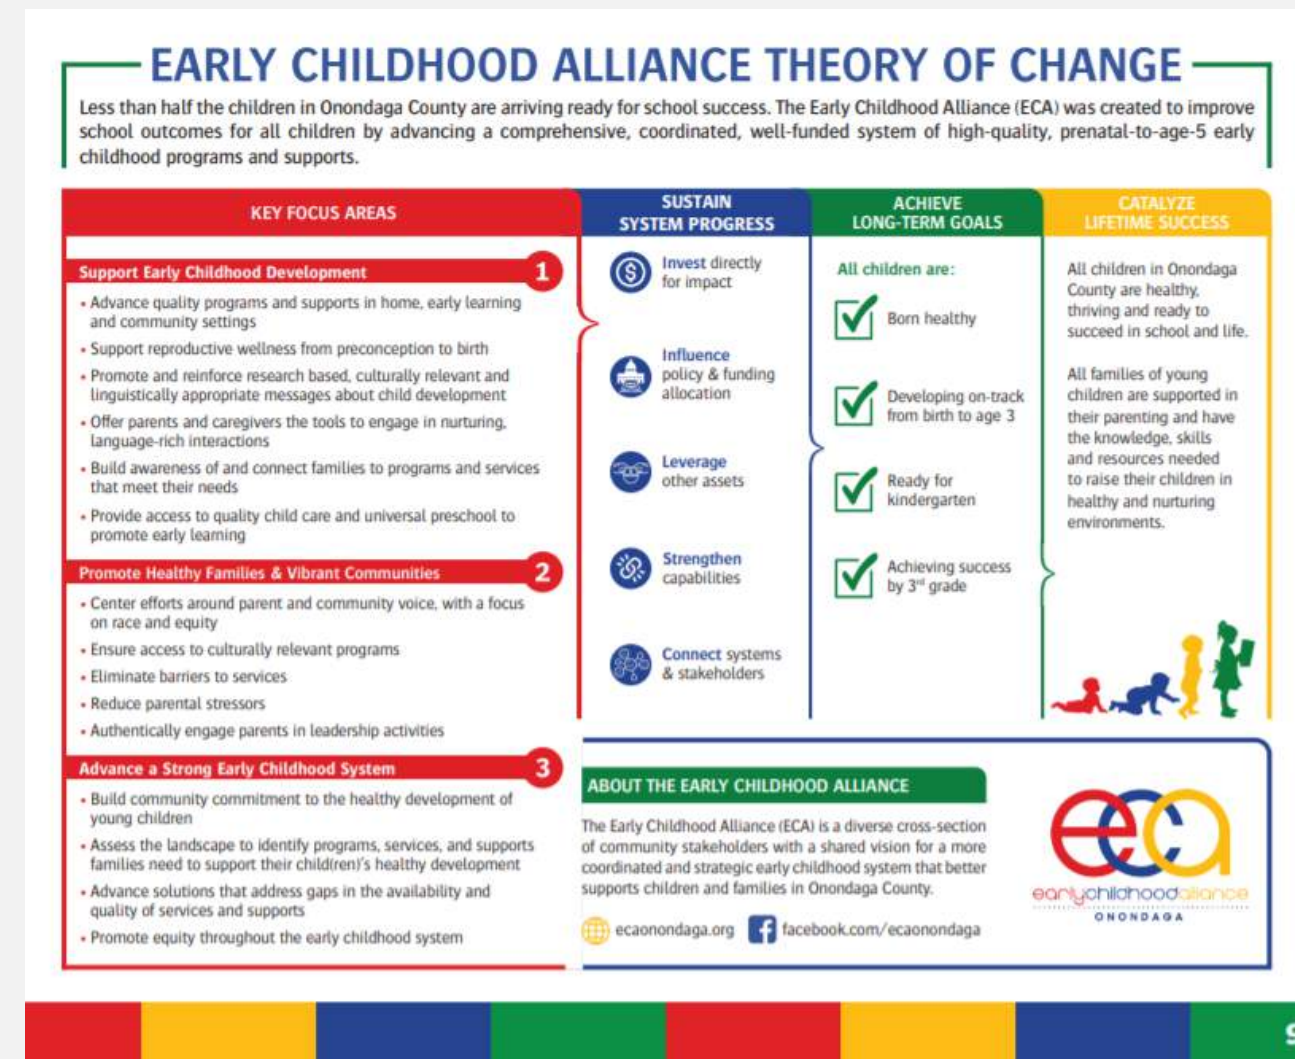 EARLY CHILDHOOD ALLIANCE THEORY OF CHANGE
Less than half the children in Onondaga County are arriving ready for school success. The Early Childhood Alliance (ECA) was created to improve
school outcomes for all children by advancing a comprehensive, coordinated, well-funded system of high-quality, prenatal-to-age-5 early
childhood programs and supports.
KEY FOCUS AREAS
Support Early Childhood Development 1
• Advance quality programs and supports in home, early learning
and community settings
• Support reproductive wellness from preconception to birth
• Promote and reinforce research based, culturally relevant and
linguistically appropriate messages about child development
• Offer parents and caregivers the tools to engage in nurturing,
language-rich interactions
• Build awareness of and connect families to programs and services
that meet their needs
• Provide access to quality child care and universal preschool to
promote early learning
Promote Healthy Families & Vibrant Communities 2
• Center efforts around parent and community voice, with a focus
on race and equity
• Ensure access to culturally relevant programs
• Eliminate barriers to services
• Reduce parental stressors
• Authentically engage parents in leadership activities
Advance a Strong Early Childhood System 3
• Build community commitment to the healthy development of
young children
• Assess the landscape to identify programs, services, and supports
families need to support their child(ren)'s healthy development
• Advance solutions that address gaps in the availability and
quality of services and supports
• Promote equity throughout the early childhood system
SUSTAIN
SYSTEM PROGRESS
Invest directly
for impact
Influence
policy & funding
allocation
Leverage
other assets
Strengthen
capabilities
Connect systems
& stakeholders
ACHIEVE
LONG-TERM GOALS
All children are:
Born healthy
Developing on-track
from birth to age 3
Ready for
kindergarten
Achieving success
by 3rd grade
CATALYZE
LIFETIME SUCCESS
All children in Onondaga
County are healthy,
thriving and ready to
succeed in school and life.
All families of young
children are supported in
their parenting and have
the knowledge, skills
and resources needed
to raise their children in
healthy and nurturing
environments.
ABOUT THE EARLY CHILDHOOD ALLIANCE
The Early Childhood Alliance (ECA) is a diverse cross-section
of community stakeholders with a shared vision for a more
coordinated and strategic early childhood system that better
supports children and families in Onondaga County.
ecaonondaga.org facebook.com/ecaonondaga
eca
earlychildhoodalliance
ONONDAGA